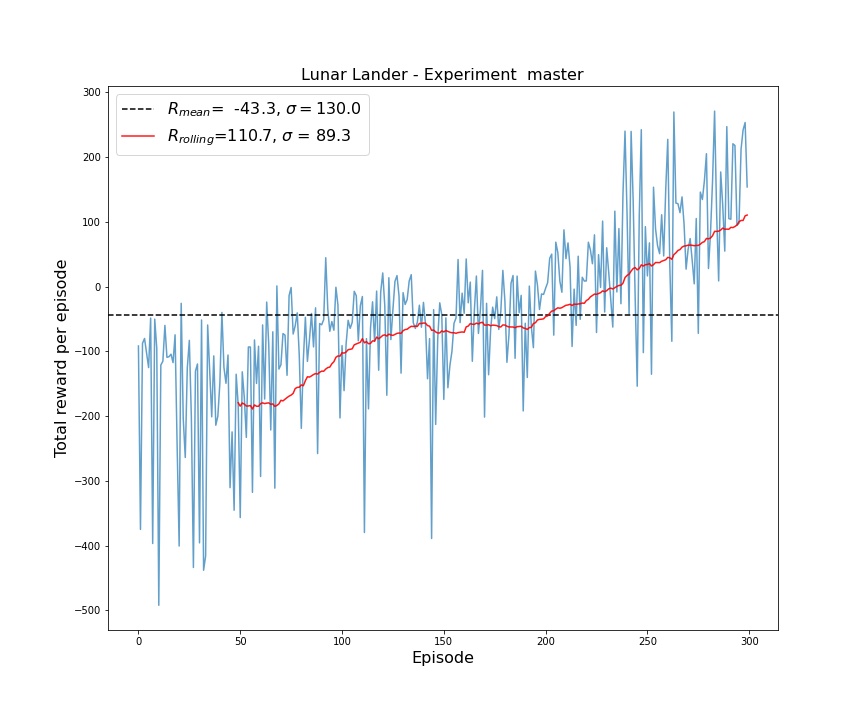 Lunar Lander - Experiment  master
R_mean=  -43.3, σ = 130.0
R_rolling=110.7, σ = 89.3
Total reward per episode
300
200
100
0
−100
−200
−300
−400
−500
0 50 100 150 200 250 300
Episode